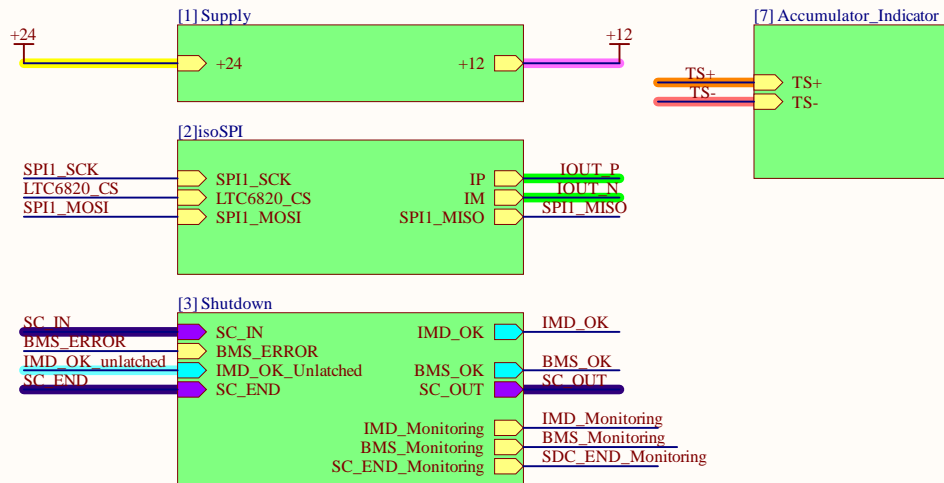 [1] Supply
+24
+24
+12
+12
[7] Accumulator_Indicator
TS+
TS+
TS-
TS-
[2]isoSPI
SPI1_SCK
SPI1_SCK
IP
IOUT_P
LTC6820_CS
LTC6820_CS
IM
IOUT_N
SPI1_MOSI
SPI1_MOSI
SPI1_MISO
SPI1_MISO
[3] Shutdown
SC_IN
SC_IN
IMD_OK
IMD_OK
BMS_ERROR
BMS_ERROR
IMD_OK_unlatched
IMD_OK_Unlatched
BMS_OK
BMS_OK
SC_END
SC_END
SC_OUT
SC_OUT
IMD_Monitoring
IMD_Monitoring
BMS_Monitoring
BMS_Monitoring
SC_END_Monitoring
SDC_END_Monitoring